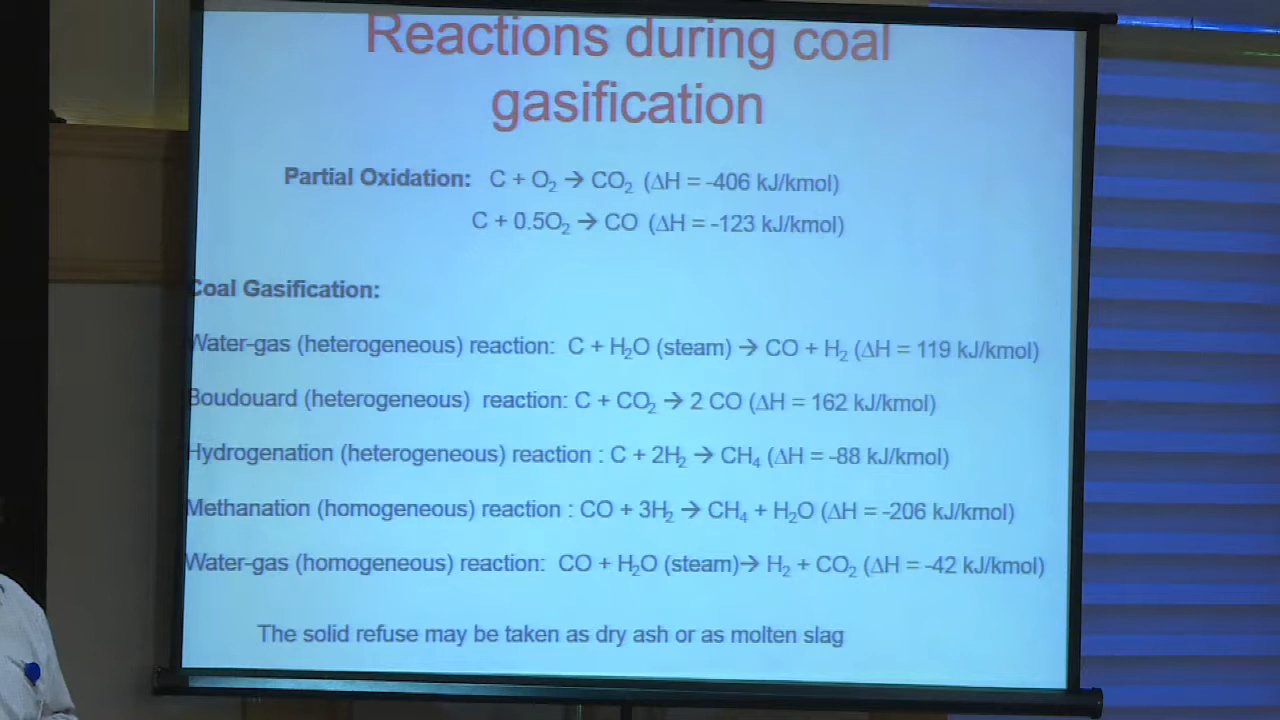 Reactions during coal
gasification
Partial Oxidation: C + O₂ → CO₂ (ΔH = -406 kJ/kmol)
C + 0.5O₂ → CO (ΔH = -123 kJ/kmol)
Coal Gasification:
Water-gas (heterogeneous) reaction: C + H₂O (steam) → CO + H₂ (ΔH = 119 kJ/kmol)
Boudouard (heterogeneous) reaction: C + CO₂ → 2 CO (ΔH = 162 kJ/kmol)
Hydrogenation (heterogeneous) reaction : C + 2H₂ → CH₄ (ΔH = -88 kJ/kmol)
Methanation (homogeneous) reaction : CO + 3H₂ → CH₄ + H₂O (ΔH = -206 kJ/kmol)
Water-gas (homogeneous) reaction: CO + H₂O (steam)→ H₂ + CO₂ (ΔH = -42 kJ/kmol)
The solid refuse may be taken as dry ash or as molten slag